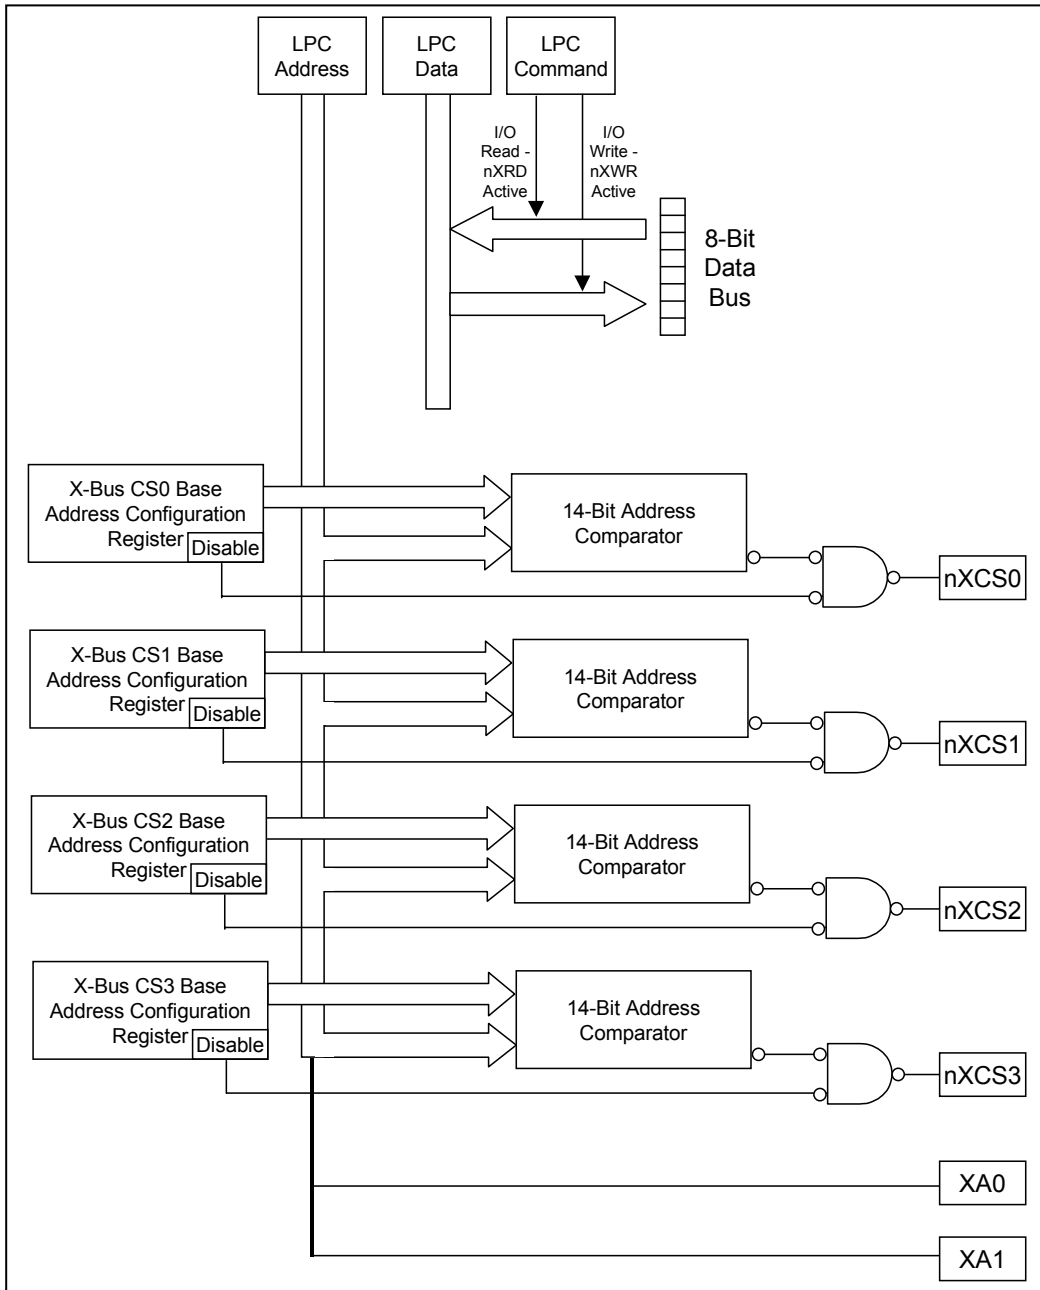 LPC
Address
LPC
Data
LPC
Command
I/O
Read -
nXRD
Active
I/O
Write -
nXWR
Active
8-Bit
Data
Bus
X-Bus CS0 Base
Address Configuration
Register
Disable
14-Bit Address
Comparator
nXCS0
X-Bus CS1 Base
Address Configuration
Register
Disable
14-Bit Address
Comparator
nXCS1
X-Bus CS2 Base
Address Configuration
Register
Disable
14-Bit Address
Comparator
nXCS2
X-Bus CS3 Base
Address Configuration
Register
Disable
14-Bit Address
Comparator
nXCS3
XA0
XA1